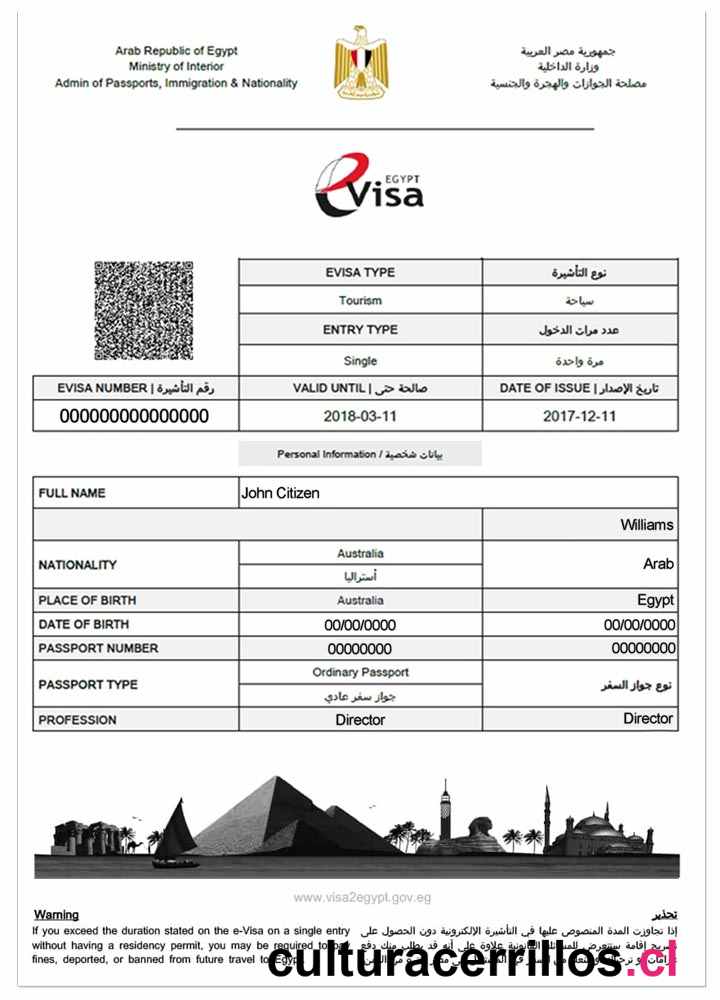 Arab Republic of Egypt
Ministry of Interior
Admin of Passports, Immigration & Nationality
جمهورية مصر العربية
وزارة الداخلية
مصلحة الجوازات والهجرة والجنسية
EGYPT
eVisa
EVISA TYPE نوع التأشيرة
Tourism سياحة
ENTRY TYPE عدد مرات الدخول
Single مرة واحدة
EVISA NUMBER | رقم التأشيرة VALID UNTIL | صالحة حتى DATE OF ISSUE | تاريخ الإصدار
000000000000000 2018-03-11 2017-12-11
Personal Information / بيانات شخصية
FULL NAME John Citizen
Williams
NATIONALITY Australia Arab
أستراليا
PLACE OF BIRTH Australia Egypt
DATE OF BIRTH 00/00/0000 00/00/0000
PASSPORT NUMBER 00000000 00000000
PASSPORT TYPE Ordinary Passport نوع جواز السفر
جواز سفر عادي
PROFESSION Director Director
www.visa2egypt.gov.eg
Warning
If you exceed the duration stated on the e-Visa on a single entry
without having a residency permit, you may be required to pay
fines, deported, or banned from future travel to Egypt.
تحذير
إذا تجاوزت المدة المنصوص عليها في التأشيرة الإلكترونية دون الحصول على
تصريح إقامة ستتعرض للمسائلة القانونية علاوة على أنه قد يطلب منك دفع
culturacerrillos.cl